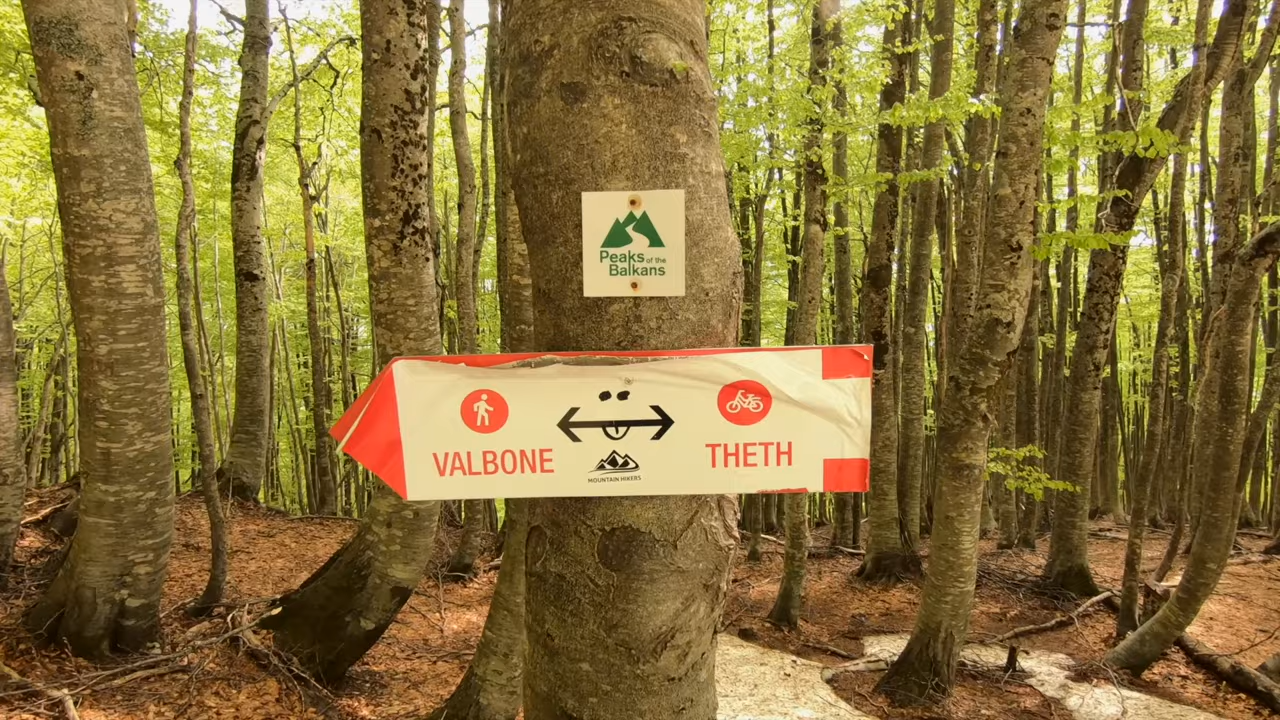 Peaks of the
Balkans
VALBONE
THETH
MOUNTAIN HIKERS